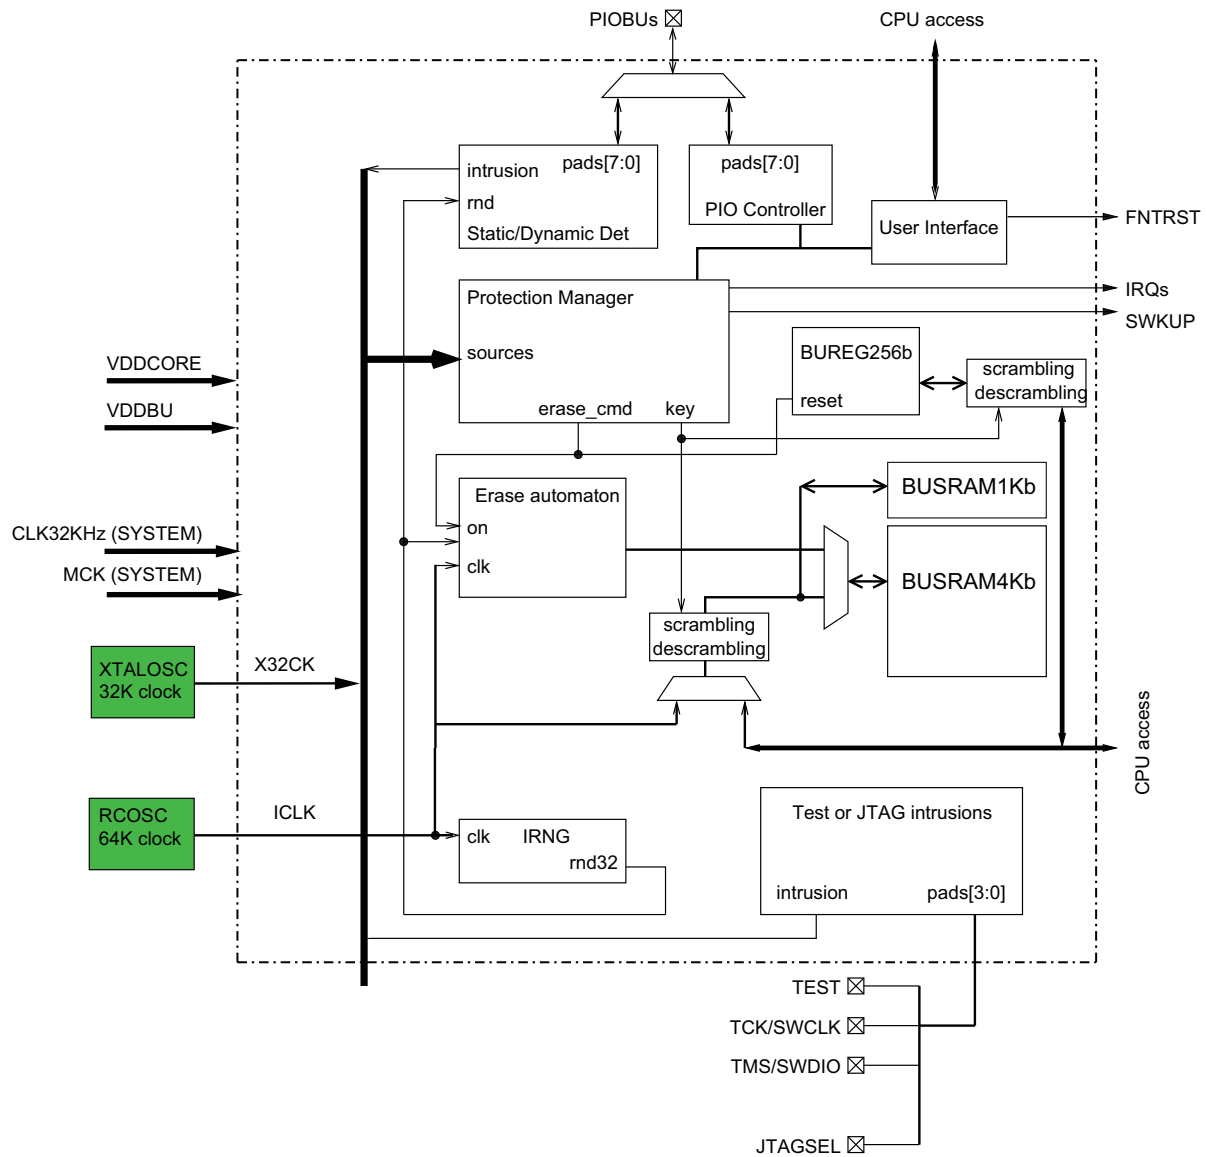 PIOBUs
CPU access
intrusion
pads[7:0]
rnd
Static/Dynamic Det
pads[7:0]
PIO Controller
User Interface
FNTRST
Protection Manager
sources
erase_cmd
key
IRQs
SWKUP
BUREG256b
reset
scrambling
descrambling
VDDCORE
VDDBU
Erase automaton
on
clk
BUSRAM1Kb
BUSRAM4Kb
CLK32KHz (SYSTEM)
MCK (SYSTEM)
scrambling
descrambling
XTALOSC
32K clock
X32CK
CPU access
RCOSC
64K clock
ICLK
clk
IRNG
rnd32
Test or JTAG intrusions
intrusion
pads[3:0]
TEST
TCK/SWCLK
TMS/SWDIO
JTAGSEL